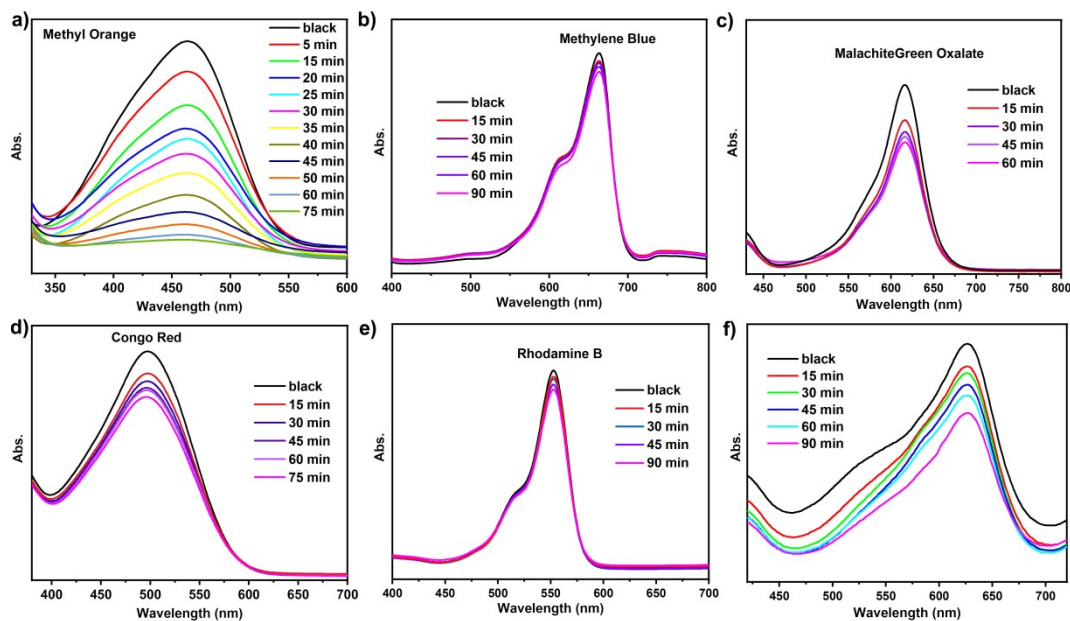 a)
Methyl Orange
black
5 min
15 min
20 min
25 min
30 min
35 min
40 min
45 min
50 min
60 min
75 min
Abs.
350 400 450 500 550 600
Wavelength (nm)
b)
Methylene Blue
black
15 min
30 min
45 min
60 min
90 min
Abs.
400 500 600 700 800
Wavelength (nm)
c)
MalachiteGreen Oxalate
black
15 min
30 min
45 min
60 min
Abs.
450 500 550 600 650 700 750 800
Wavelength (nm)
d)
Congo Red
black
15 min
30 min
45 min
60 min
75 min
Abs.
400 450 500 550 600 650 700
Wavelength (nm)
e)
Rhodamine B
black
15 min
30 min
45 min
90 min
Abs.
400 450 500 550 600 650 700
Wavelength (nm)
f)
black
15 min
30 min
45 min
60 min
90 min
Abs.
450 500 550 600 650 700
Wavelength (nm)